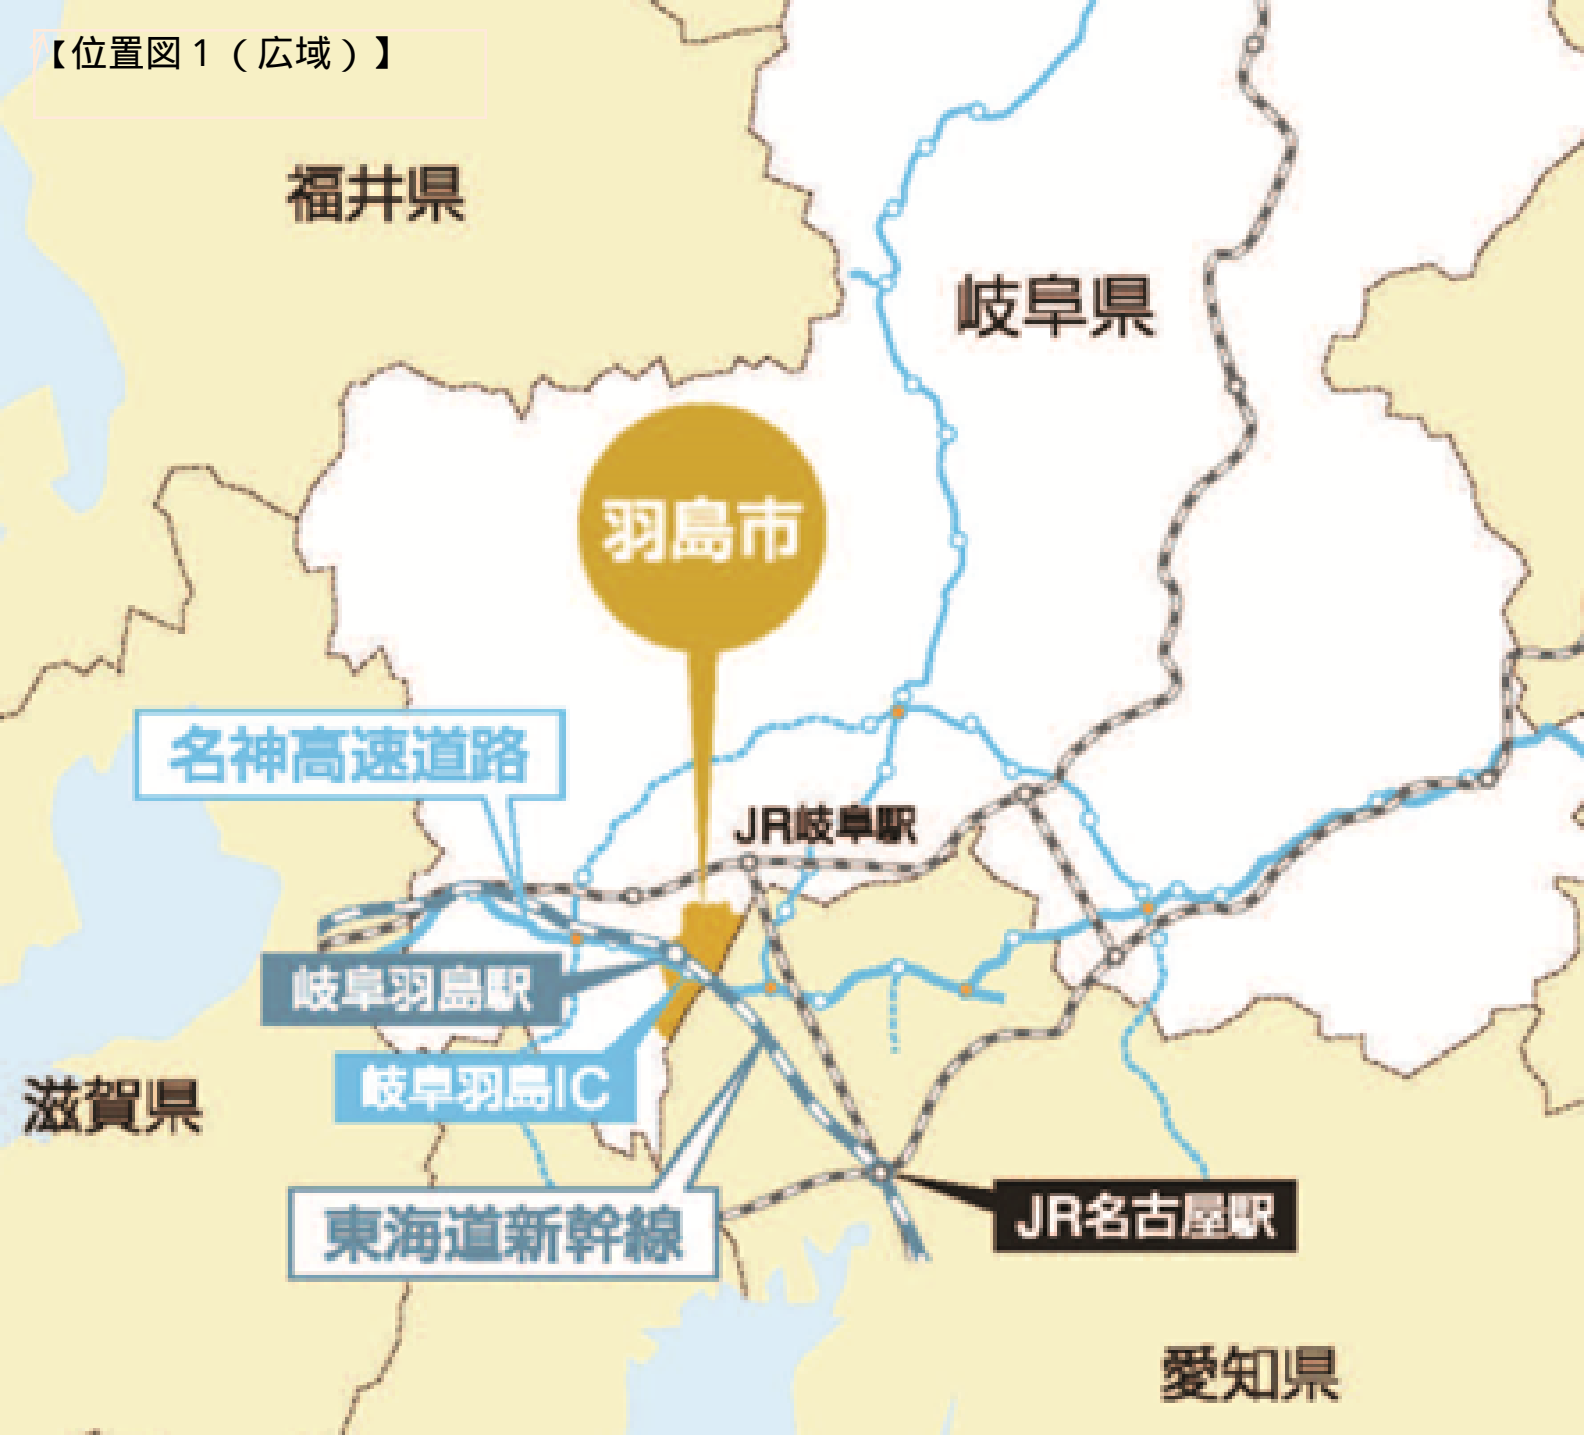 【位置図１（広域）】
福井県
岐阜県
羽島市
名神高速道路
JR岐阜駅
岐阜羽島駅
岐阜羽島IC
滋賀県
JR名古屋駅
東海道新幹線
愛知県